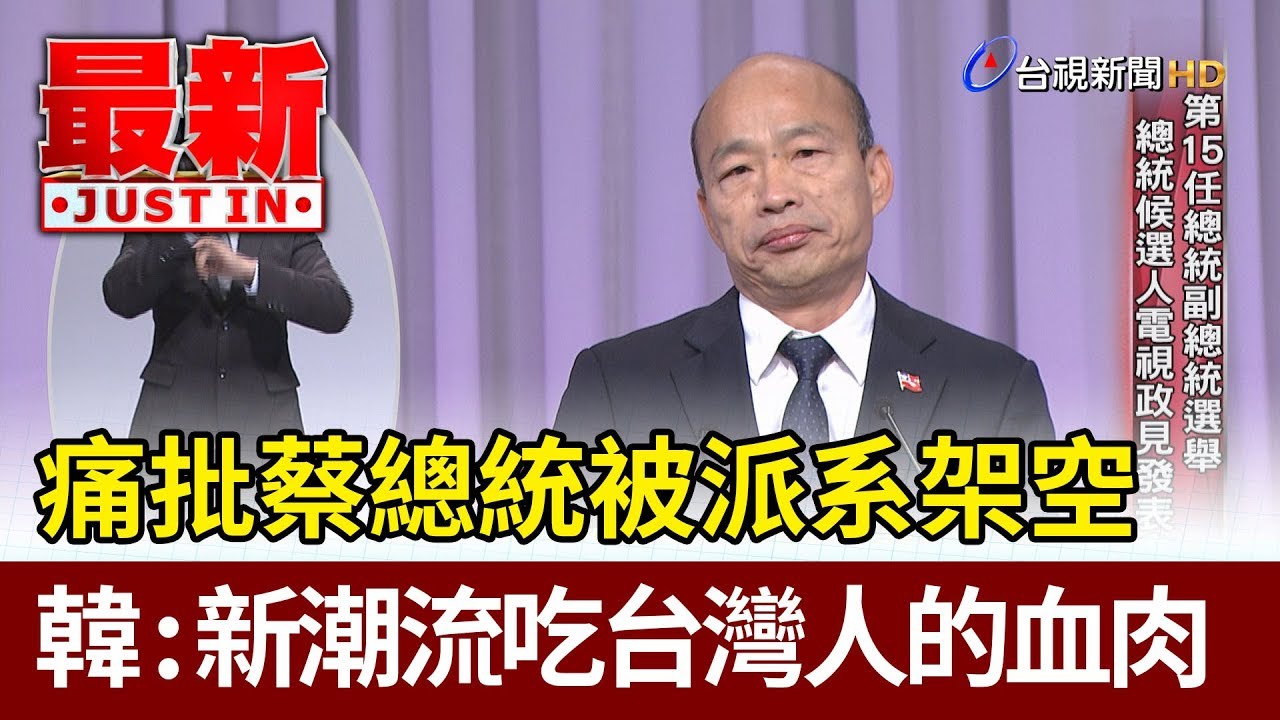 最新
JUST IN
台視新聞HD
第15任總統副總統選舉
總統候選人電視政見發表
痛批蔡總統被派系架空
韓:新潮流吃台灣人的血肉